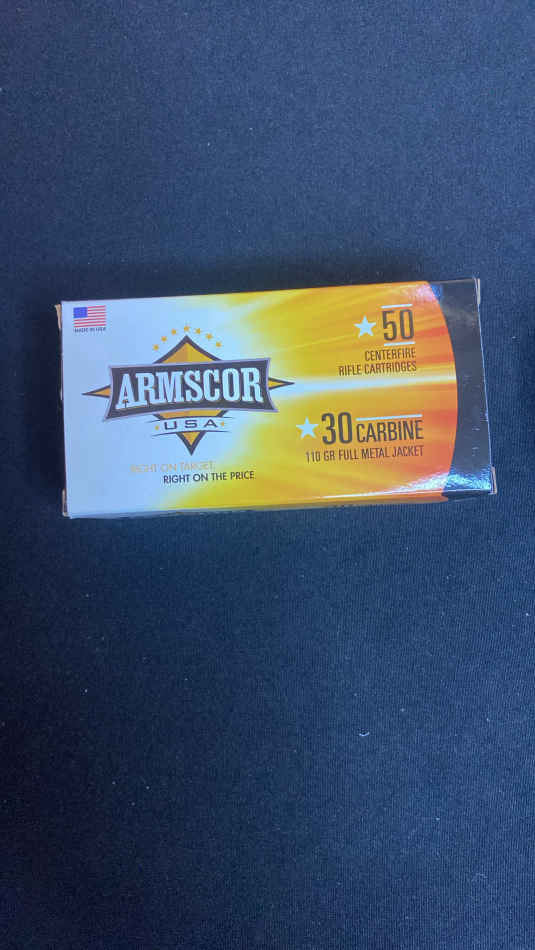 MADE IN USA
ARMSCOR
USA
RIGHT ON TARGET.
RIGHT ON THE PRICE.
50
CENTERFIRE
RIFLE CARTRIDGES
30 CARBINE
110 GR FULL METAL JACKET